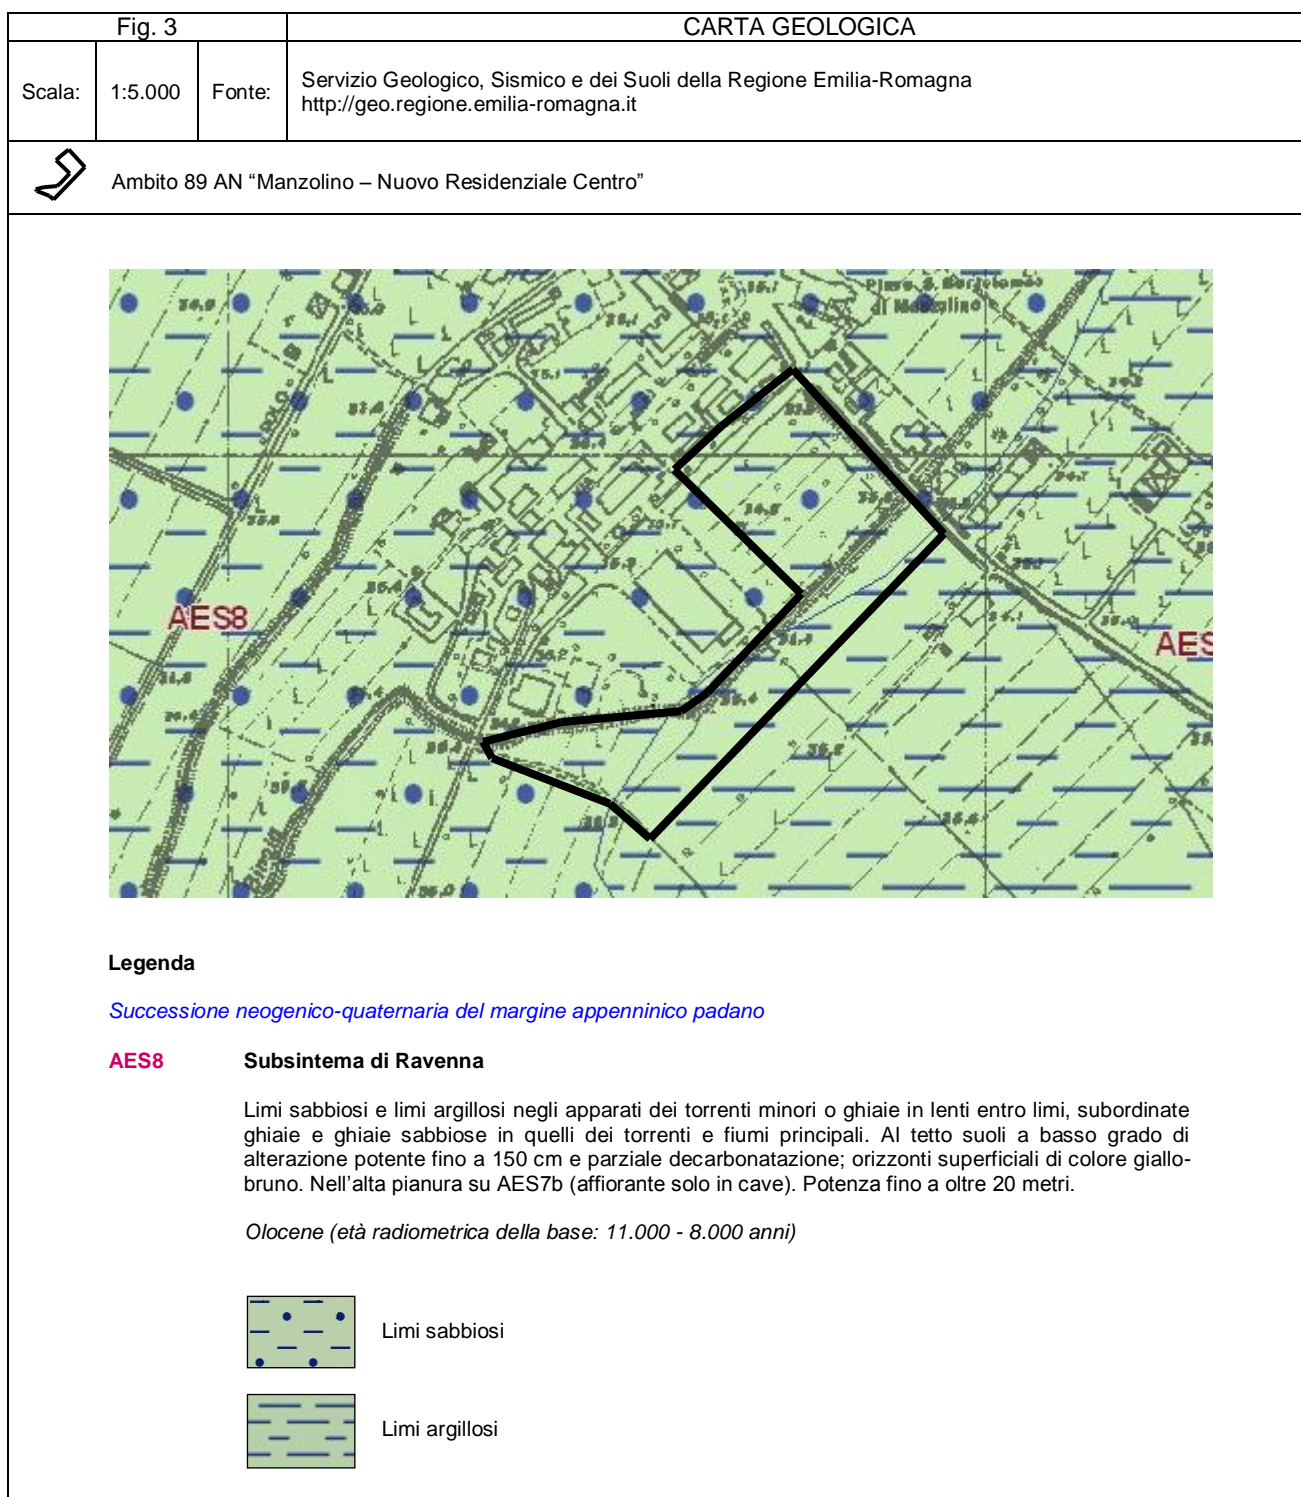 Fig. 3
CARTA GEOLOGICA
Scala:
1:5.000
Fonte:
Servizio Geologico, Sismico e dei Suoli della Regione Emilia-Romagna
http://geo.regione.emilia-romagna.it
Ambito 89 AN “Manzolino – Nuovo Residenziale Centro”
AES8
AES
Legenda
Successione neogenico-quaternaria del margine appenninico padano
AES8
Subsintema di Ravenna
Limi sabbiosi e limi argillosi negli apparati dei torrenti minori o ghiaie in lenti entro limi, subordinate
ghiaie e ghiaie sabbiose in quelli dei torrenti e fiumi principali. Al tetto suoli a basso grado di
alterazione potente fino a 150 cm e parziale decarbonatazione; orizzonti superficiali di colore giallo-
bruno. Nell’alta pianura su AES7b (affiorante solo in cave). Potenza fino a oltre 20 metri.
Olocene (età radiometrica della base: 11.000 - 8.000 anni)
Limi sabbiosi
Limi argillosi